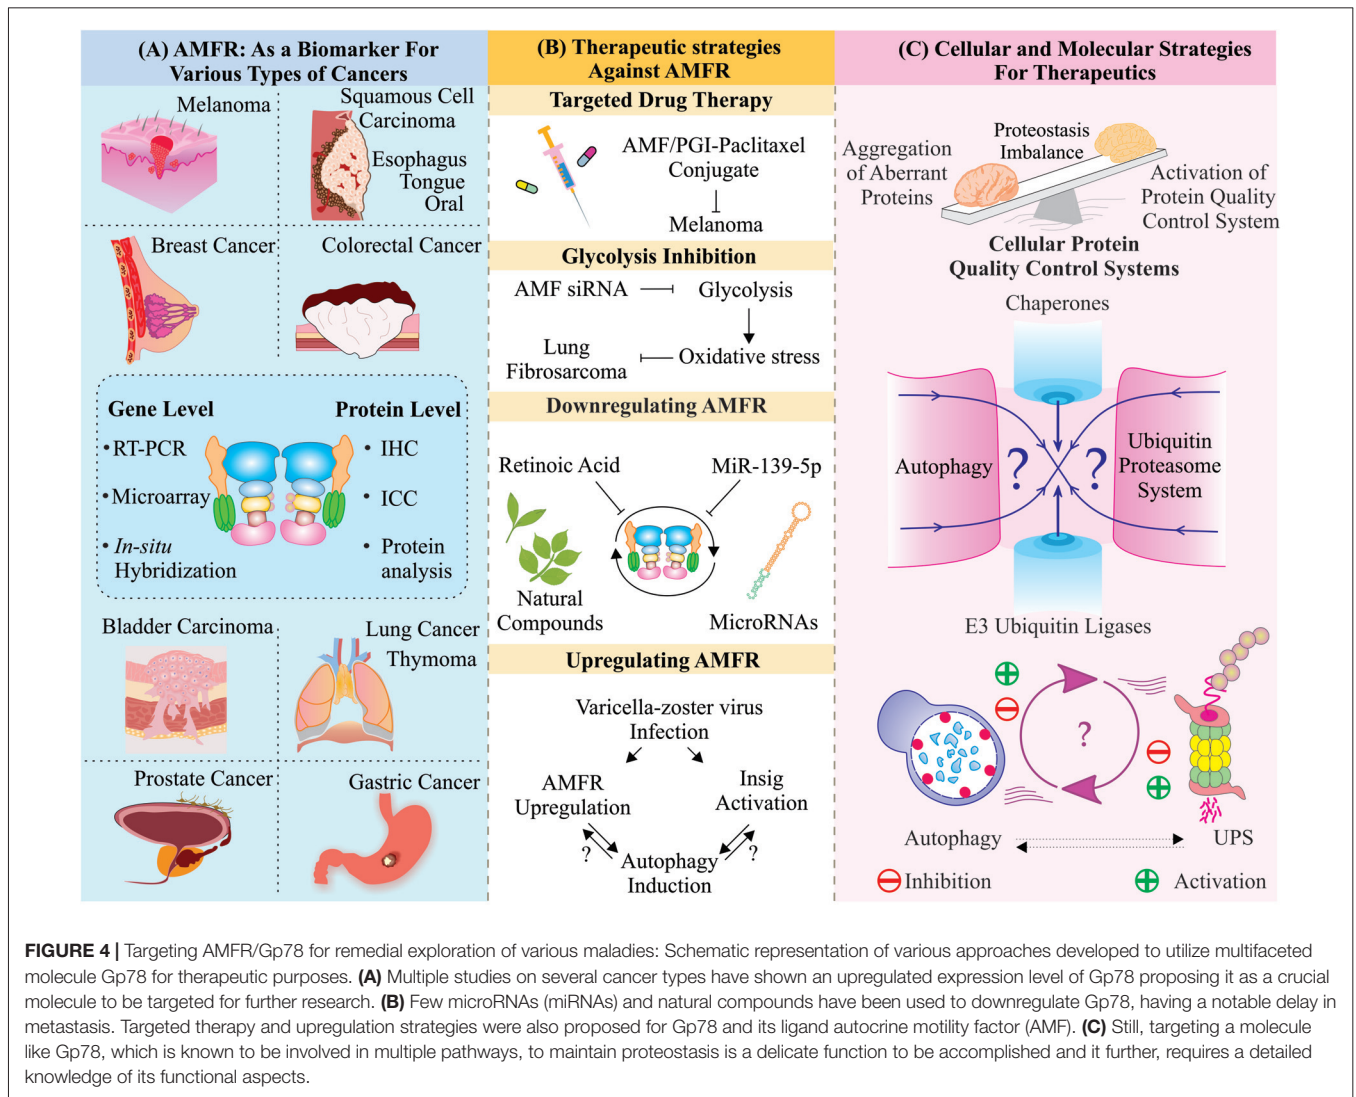 (A) AMFR: As a Biomarker For
Various Types of Cancers
Melanoma
Squamous Cell
Carcinoma
Esophagus
Tongue
Oral
Breast Cancer
Colorectal Cancer
Gene Level
• RT-PCR
• Microarray
• In-situ
Hybridization
Protein Level
• IHC
• ICC
• Protein
analysis
Bladder Carcinoma
Lung Cancer
Thymoma
Prostate Cancer
Gastric Cancer
(B) Therapeutic strategies
Against AMFR
Targeted Drug Therapy
AMF/PGI-Paclitaxel
Conjugate
Melanoma
Glycolysis Inhibition
AMF siRNA
Glycolysis
Lung
Fibrosarcoma
Oxidative stress
Downregulating AMFR
Retinoic Acid
MiR-139-5p
Natural
Compounds
MicroRNAs
Upregulating AMFR
Varicella-zoster virus
Infection
AMFR
Upregulation
Insig
Activation
?
?
Autophagy
Induction
(C) Cellular and Molecular Strategies
For Therapeutics
Proteostasis
Imbalance
Aggregation
of Aberrant
Proteins
Activation of
Protein Quality
Control System
Cellular Protein
Quality Control Systems
Chaperones
Autophagy
?
?
Ubiquitin
Proteasome
System
E3 Ubiquitin Ligases
?
Autophagy
UPS
Inhibition
Activation
FIGURE 4 | Targeting AMFR/Gp78 for remedial exploration of various maladies: Schematic representation of various approaches developed to utilize multifaceted
molecule Gp78 for therapeutic purposes. (A) Multiple studies on several cancer types have shown an upregulated expression level of Gp78 proposing it as a crucial
molecule to be targeted for further research. (B) Few microRNAs (miRNAs) and natural compounds have been used to downregulate Gp78, having a notable delay in
metastasis. Targeted therapy and upregulation strategies were also proposed for Gp78 and its ligand autocrine motility factor (AMF). (C) Still, targeting a molecule
like Gp78, which is known to be involved in multiple pathways, to maintain proteostasis is a delicate function to be accomplished and it further, requires a detailed
knowledge of its functional aspects.